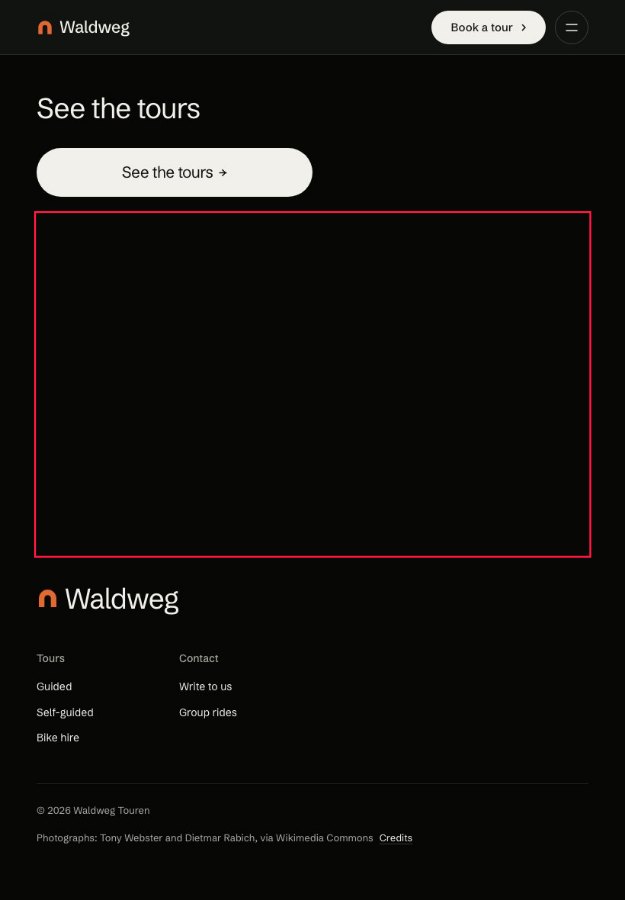 Waldweg
Book a tour
See the tours
See the tours →
Waldweg
Tours
Contact
Guided
Write to us
Self-guided
Group rides
Bike hire
© 2026 Waldweg Touren
Photographs: Tony Webster and Dietmar Rabich, via Wikimedia Commons Credits